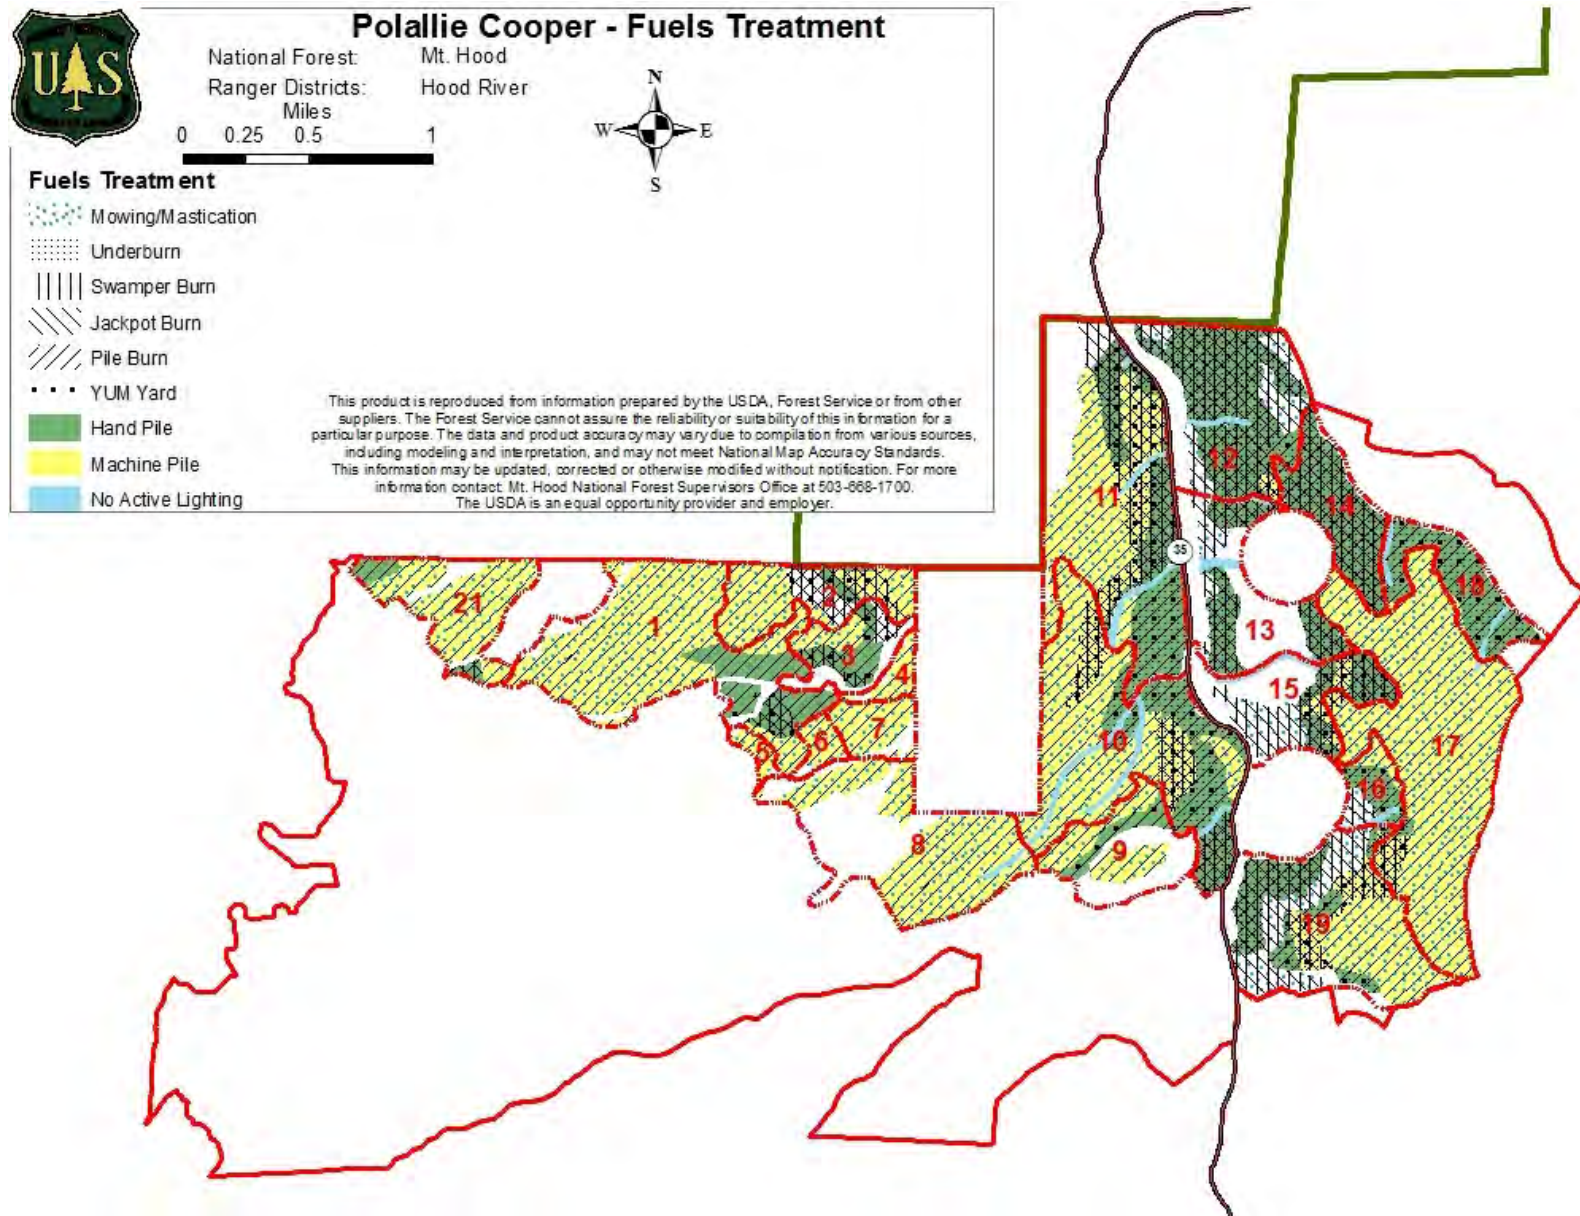 Polallie Cooper - Fuels Treatment
National Forest: Mt. Hood
Ranger Districts: Hood River
Miles
0 0.25 0.5 1
N
W E
S
U S
Fuels Treatment
Mowing/Mastication
Underburn
Swamper Burn
Jackpot Burn
Pile Burn
YUM Yard
Hand Pile
Machine Pile
No Active Lighting
This product is reproduced from information prepared by the USDA, Forest Service or from other
suppliers. The Forest Service cannot assure the reliability or suitability of this information for a
particular purpose. The data and product accuracy may vary due to compilation from various sources,
including modeling and interpretation, and may not meet National Map Accuracy Standards.
This information may be updated, corrected or otherwise modified without notification. For more
information contact: Mt. Hood National Forest Supervisors Office at 503-668-1700.
The USDA is an equal opportunity provider and employer.
12
11
14
35
18
21
2
1
13
3
4
15
7
6
5
10
17
16
8
9
19